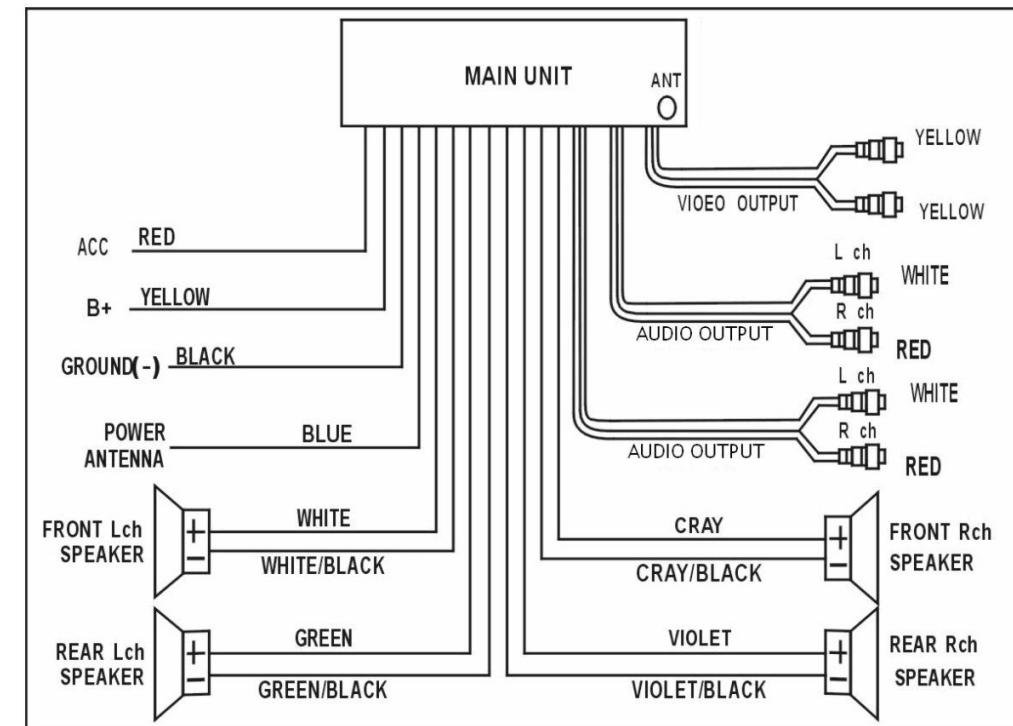 MAIN UNIT
ANT
YELLOW
VIOEO OUTPUT
YELLOW
ACC
RED
B+
YELLOW
GROUND(-)
BLACK
POWER
ANTENNA
BLUE
L ch
WHITE
R ch
AUDIO OUTPUT
RED
L ch
WHITE
R ch
AUDIO OUTPUT
RED
FRONT Lch
SPEAKER
+
-
WHITE
WHITE/BLACK
CRAY
CRAY/BLACK
+
-
FRONT Rch
SPEAKER
REAR Lch
SPEAKER
+
-
GREEN
GREEN/BLACK
VIOLET
VIOLET/BLACK
+
-
REAR Rch
SPEAKER